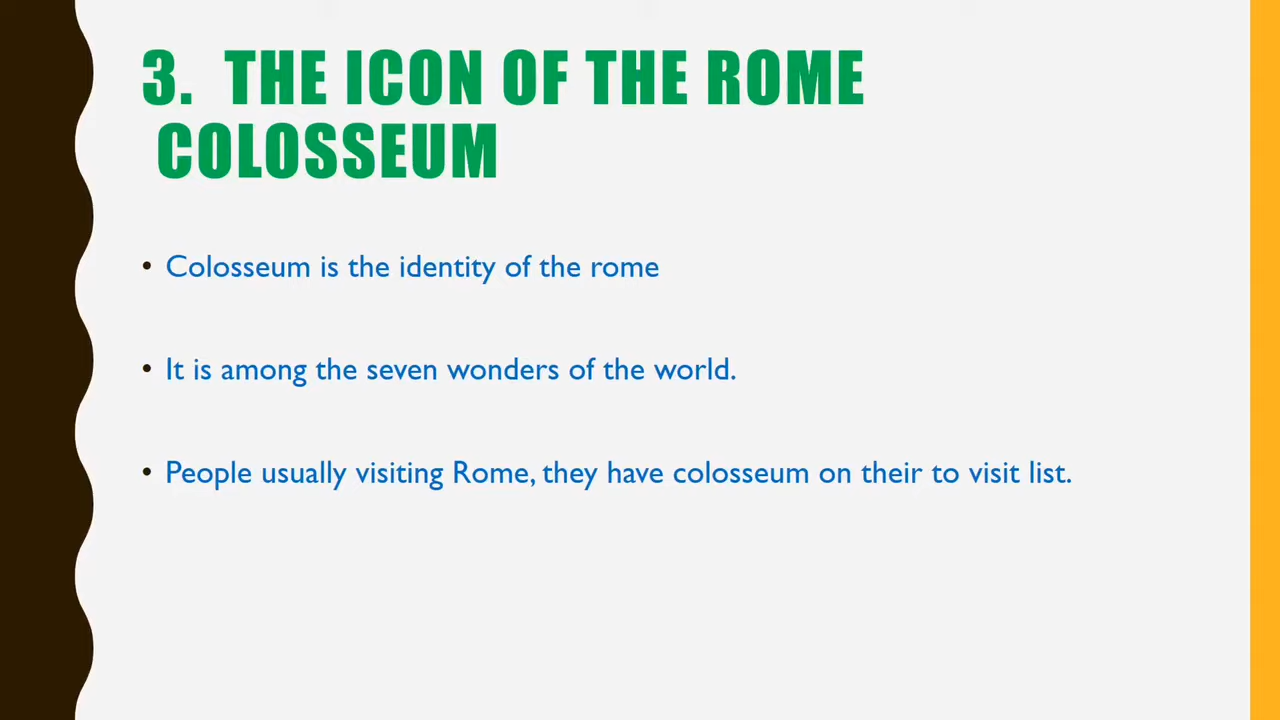 3. THE ICON OF THE ROME
COLOSSEUM
• Colosseum is the identity of the rome
• It is among the seven wonders of the world.
• People usually visiting Rome, they have colosseum on their to visit list.